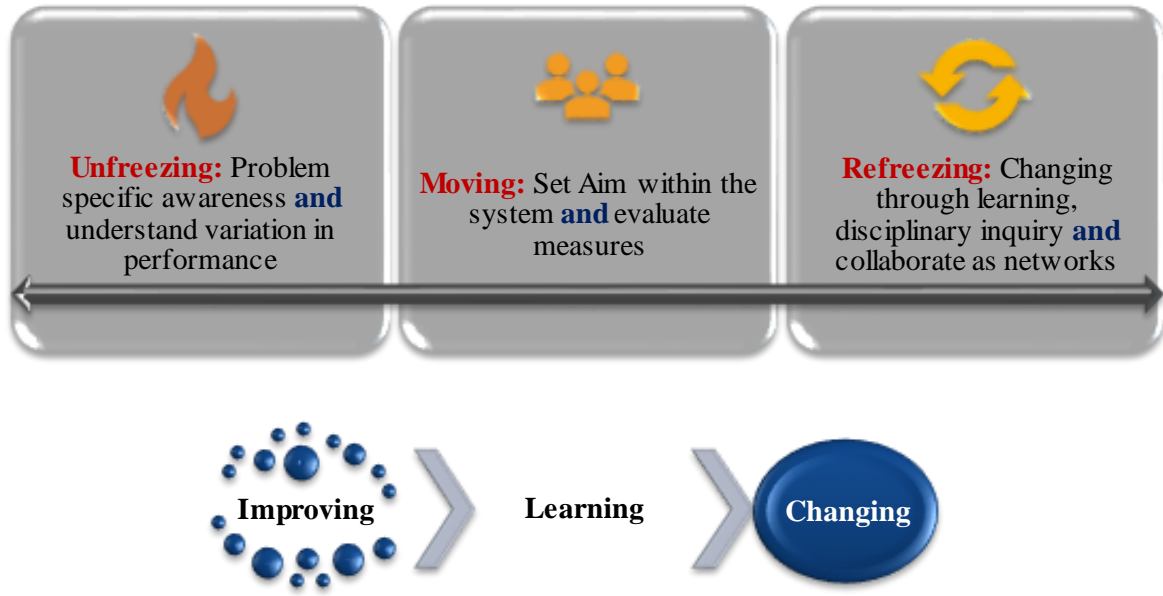 Unfreezing: Problem
specific awareness and
understand variation in
performance
Moving: Set Aim within the
system and evaluate
measures
Refreezing: Changing
through learning,
disciplinary inquiry and
collaborate as networks
Improving
Learning
Changing